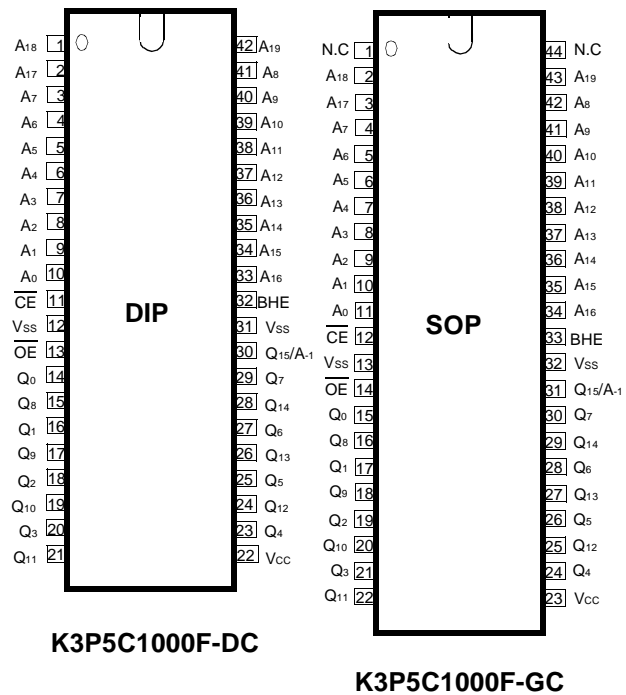 A18 1 42 A19
A17 2 41 A8
A7 3 40 A9
A6 4 39 A10
A5 5 38 A11
A4 6 37 A12
A3 7 36 A13
A2 8 35 A14
A1 9 34 A15
A0 10 33 A16
CE 11 32 BHE
VSS 12 31 VSS
OE 13 30 Q15/A-1
Q0 14 29 Q7
Q8 15 28 Q14
Q1 16 27 Q6
Q9 17 26 Q13
Q2 18 25 Q5
Q10 19 24 Q12
Q3 20 23 Q4
Q11 21 22 VCC
DIP
K3P5C1000F-DC
N.C 1 44 N.C
A18 2 43 A19
A17 3 42 A8
A7 4 41 A9
A6 5 40 A10
A5 6 39 A11
A4 7 38 A12
A3 8 37 A13
A2 9 36 A14
A1 10 35 A15
A0 11 34 A16
CE 12 33 BHE
VSS 13 32 VSS
OE 14 31 Q15/A-1
Q0 15 30 Q7
Q8 16 29 Q14
Q1 17 28 Q6
Q9 18 27 Q13
Q2 19 26 Q5
Q10 20 25 Q12
Q3 21 24 Q4
Q11 22 23 VCC
SOP
K3P5C1000F-GC